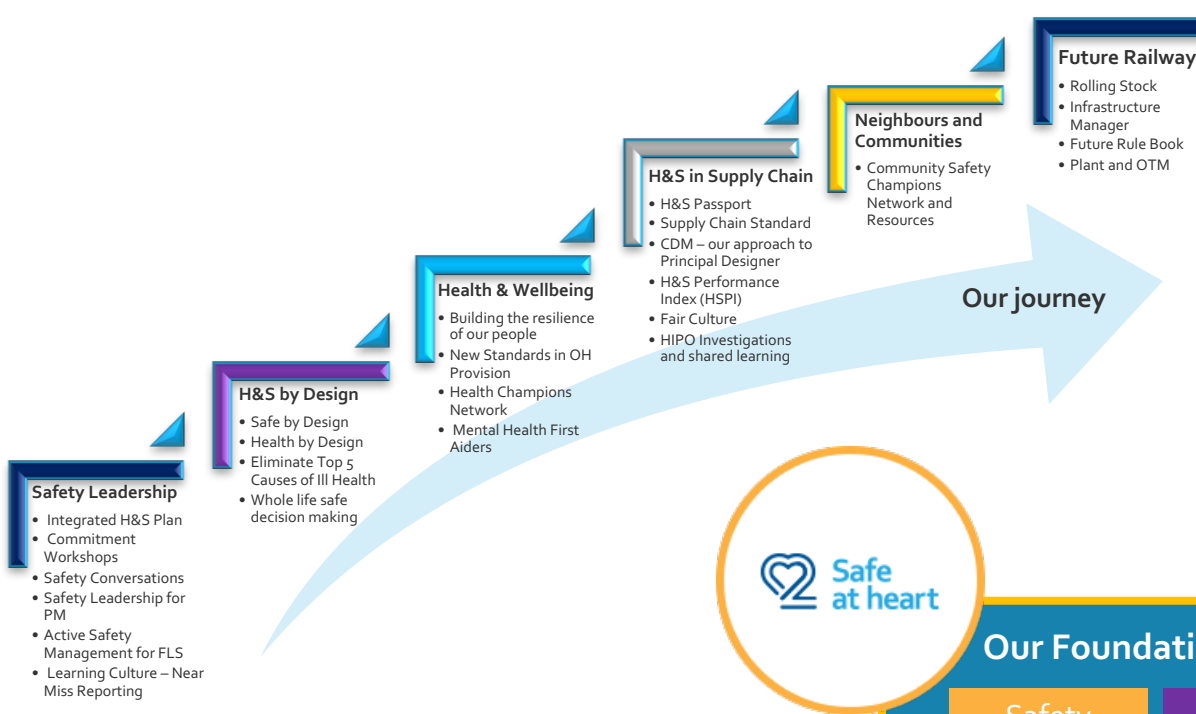 Future Railway
• Rolling Stock
• Infrastructure
Manager
• Future Rule Book
• Plant and OTM
Neighbours and
Communities
• Community Safety
Champions
Network and
Resources
H&S in Supply Chain
• H&S Passport
• Supply Chain Standard
• CDM – our approach to
Principal Designer
• H&S Performance
Index (HSPI)
• Fair Culture
• HIPO Investigations
and shared learning
Health & Wellbeing
• Building the resilience
of our people
• New Standards in OH
Provision
• Health Champions
Network
• Mental Health First
Aiders
H&S by Design
• Safe by Design
• Health by Design
• Eliminate Top 5
Causes of Ill Health
• Whole life safe
decision making
Safety Leadership
• Integrated H&S Plan
• Commitment
Workshops
• Safety Conversations
• Safety Leadership for
PM
• Active Safety
Management for FLS
• Learning Culture – Near
Miss Reporting
Our journey
Safe
at heart
Our Foundati
Safety